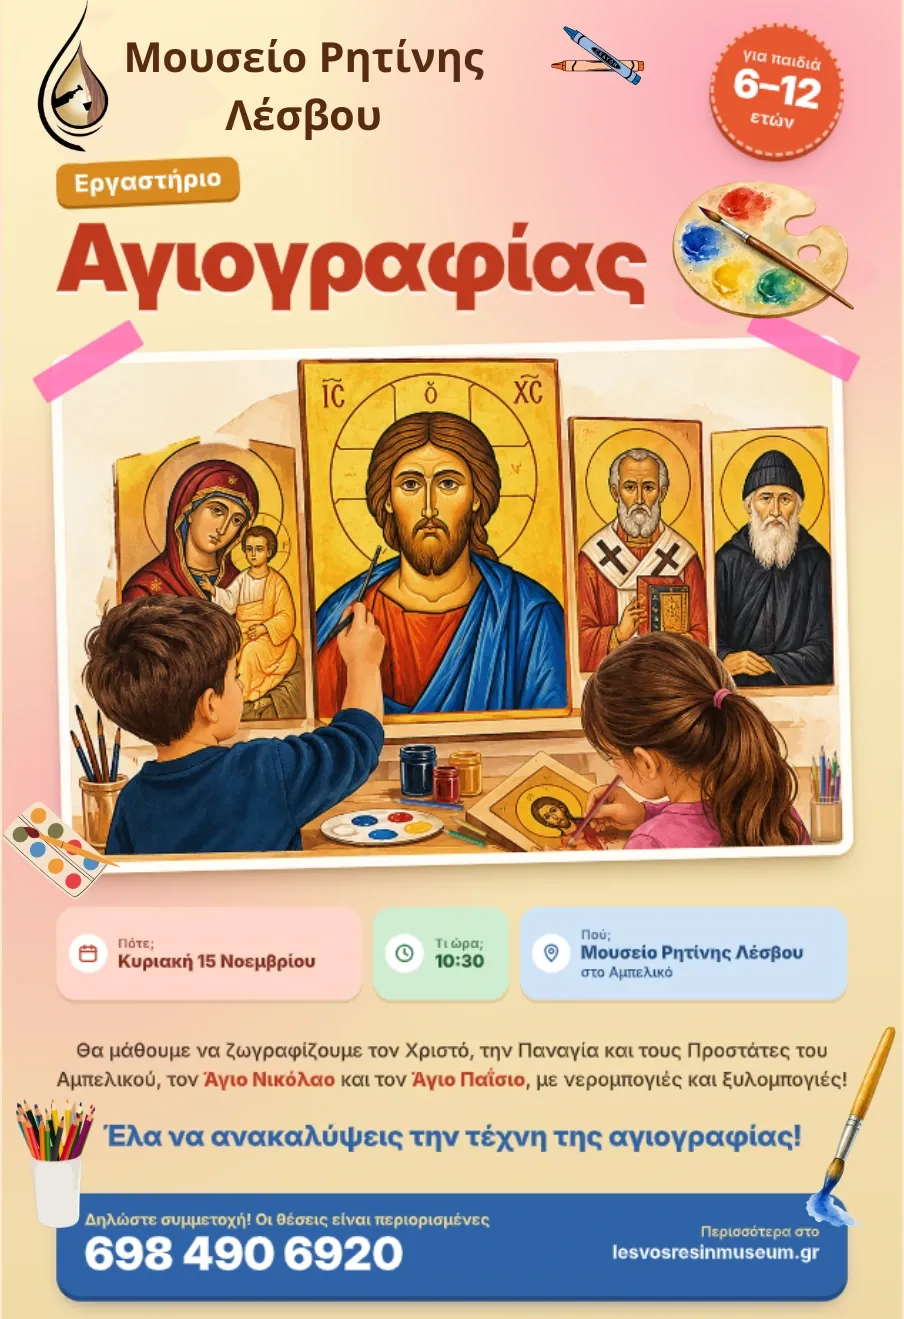 Μουσείο Ρητίνης
Λέσβου
για παιδιά
6–12
ετών
Εργαστήριο
Αγιογραφίας
ΙC Ο ΧC
Πότε;
Κυριακή 15 Νοεμβρίου
Τι ώρα;
10:30
Πού;
Μουσείο Ρητίνης Λέσβου
στο Αμπελικό
Θα μάθουμε να ζωγραφίζουμε τον Χριστό, την Παναγία και τους Προστάτες του
Αμπελικού, τον Άγιο Νικόλαο και τον Άγιο Παΐσιο, με νερομπογιές και ξυλομπογιές!
Έλα να ανακαλύψεις την τέχνη της αγιογραφίας!
Δηλώστε συμμετοχή! Οι θέσεις είναι περιορισμένες
698 490 6920
Περισσότερα στο
lesvosresinmuseum.gr